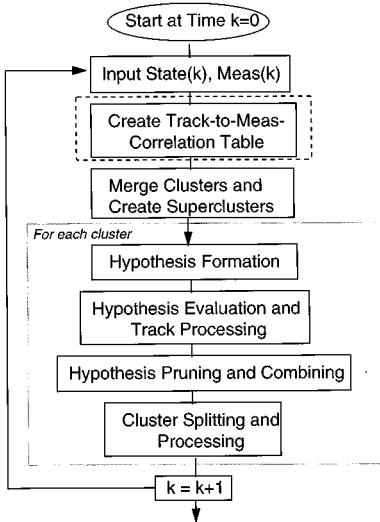 Start at Time k=0
Input State(k), Meas(k)
Create Track-to-Meas-
Correlation Table
Merge Clusters and
Create Superclusters
For each cluster
Hypothesis Formation
Hypothesis Evaluation and
Track Processing
Hypothesis Pruning and Combining
Cluster Splitting and
Processing
k = k+1